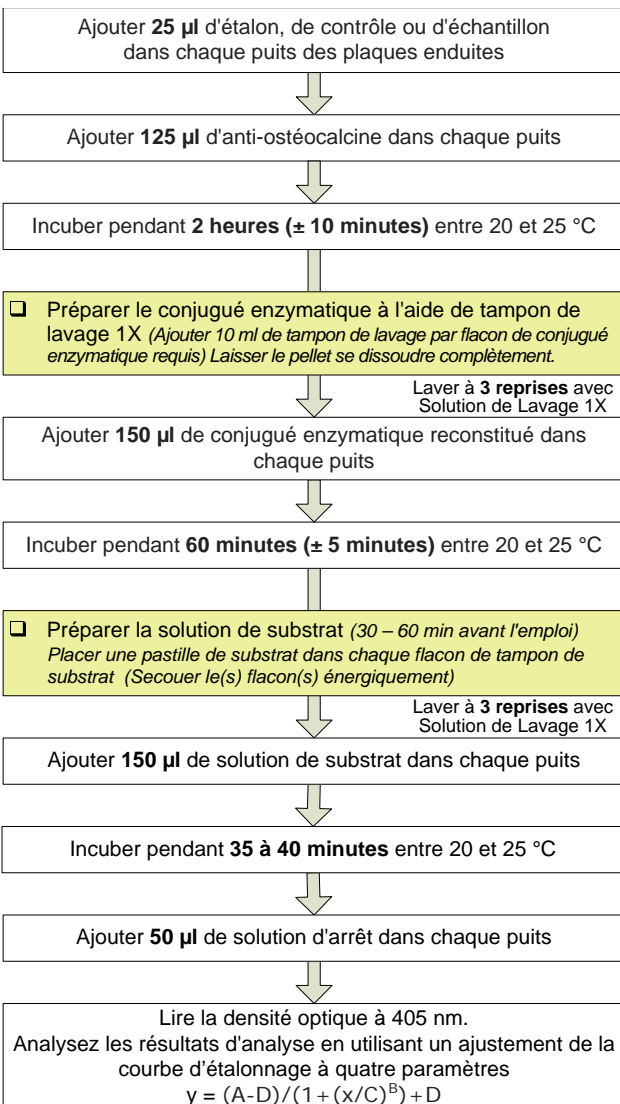 Ajouter 25 µl d'étalon, de contrôle ou d'échantillon
dans chaque puits des plaques enduites
Ajouter 125 µl d'anti-ostéocalcine dans chaque puits
Incuber pendant 2 heures (± 10 minutes) entre 20 et 25 °C
❑ Préparer le conjugué enzymatique à l'aide de tampon de
lavage 1X (Ajouter 10 ml de tampon de lavage par flacon de conjugué
enzymatique requis) Laisser le pellet se dissoudre complètement.
Laver à 3 reprises avec
Solution de Lavage 1X
Ajouter 150 µl de conjugué enzymatique reconstitué dans
chaque puits
Incuber pendant 60 minutes (± 5 minutes) entre 20 et 25 °C
❑ Préparer la solution de substrat (30 – 60 min avant l'emploi)
Placer une pastille de substrat dans chaque flacon de tampon de
substrat (Secouer le(s) flacon(s) énergiquement)
Laver à 3 reprises avec
Solution de Lavage 1X
Ajouter 150 µl de solution de substrat dans chaque puits
Incuber pendant 35 à 40 minutes entre 20 et 25 °C
Ajouter 50 µl de solution d'arrêt dans chaque puits
Lire la densité optique à 405 nm.
Analysez les résultats d'analyse en utilisant un ajustement de la
courbe d'étalonnage à quatre paramètres
y = (A-D)/(1+(x/C)^B)+D